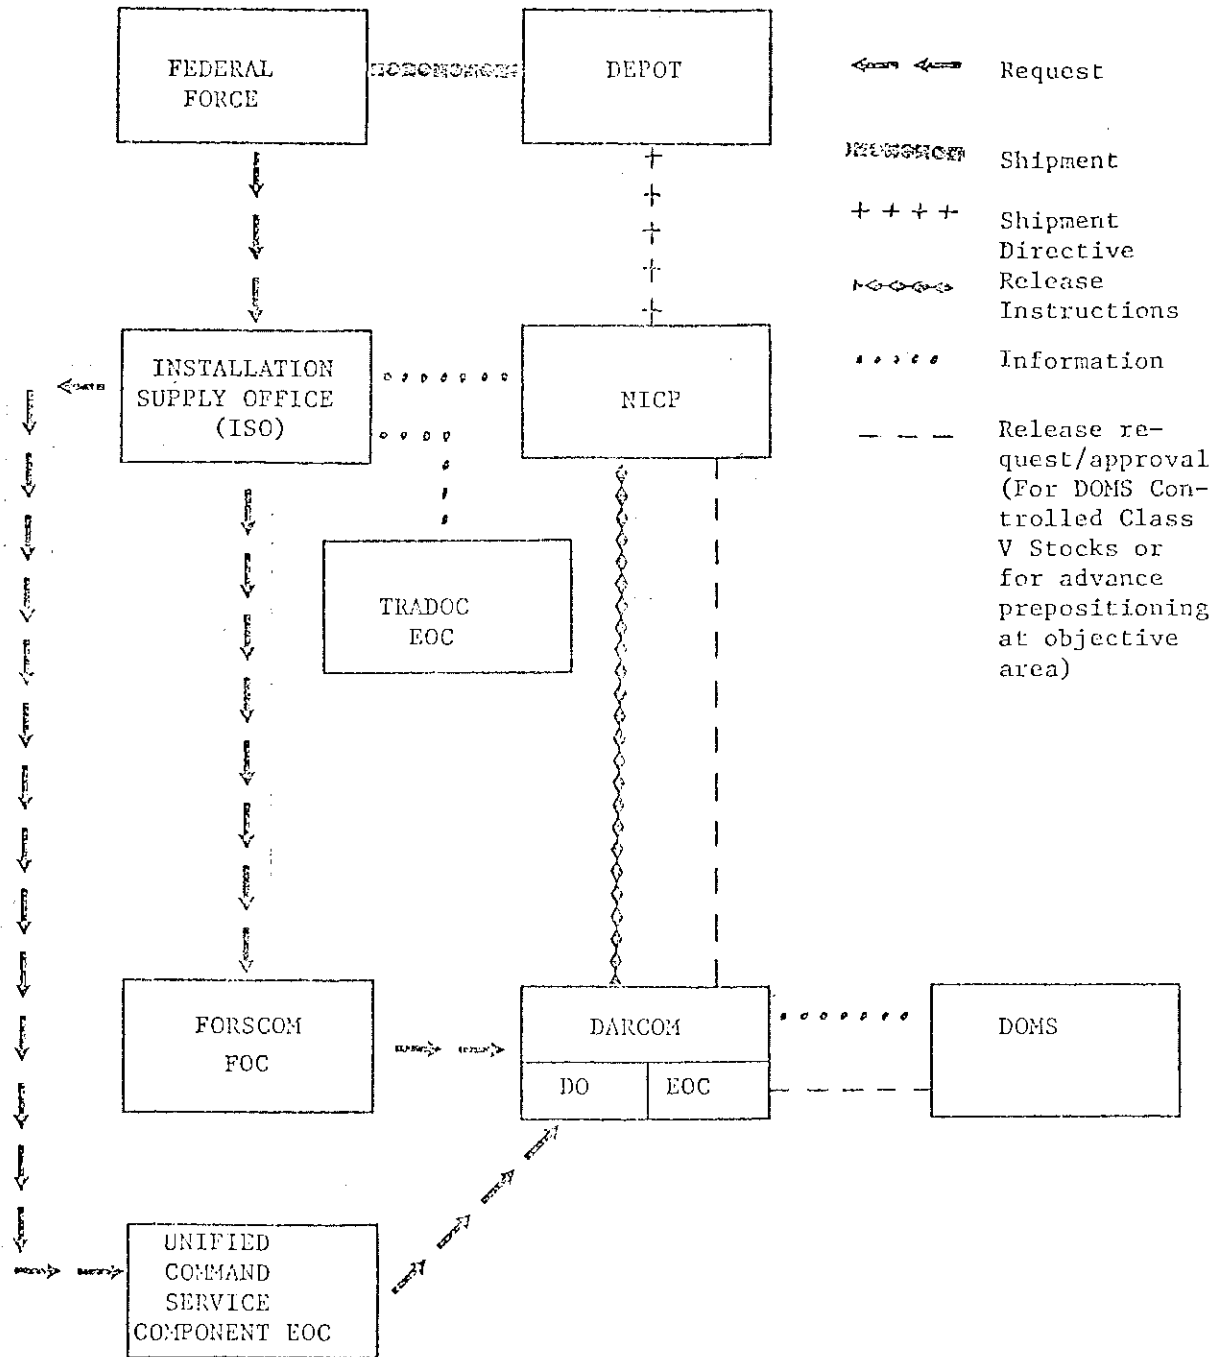 FEDERAL
FORCE
DEPOT
Request
Shipment
Shipment
Directive
Release
Instructions
Information
Release re-
quest/approval
(For DOMS Con-
trolled Class
V Stocks or
for advance
prepositioning
at objective
area)
INSTALLATION
SUPPLY OFFICE
(ISO)
NICP
TRADOC
EOC
FORSCOM
FOC
DARCOM
DO
EOC
DOMS
UNIFIED
COMMAND
SERVICE
COMPONENT EOC